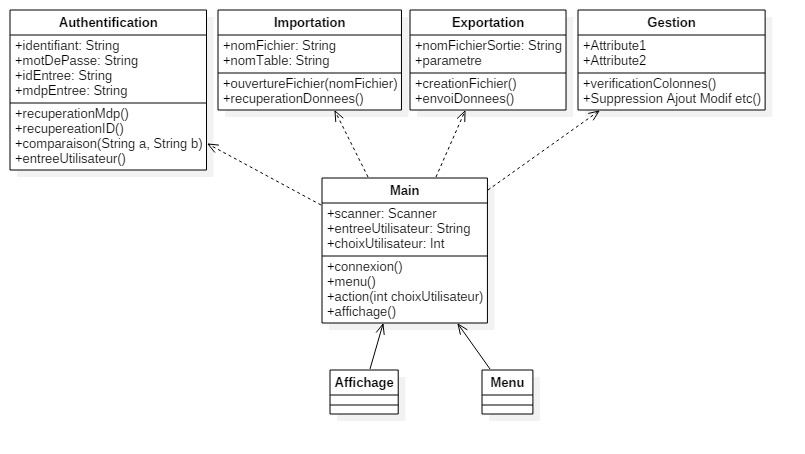 Authentification
+identifiant: String
+motDePasse: String
+idEntree: String
+mdpEntree: String
+recuperationMdp()
+recupereationID()
+comparaison(String a, String b)
+entreeUtilisateur()
Importation
+nomFichier: String
+nomTable: String
+ouvertureFichier(nomFichier)
+recuperationDonnees()
Exportation
+nomFichierSortie: String
+parametre
+creationFichier()
+envoiDonnees()
Gestion
+Attribute1
+Attribute2
+verificationColonnes()
+Suppression Ajout Modif etc()
Main
+scanner: Scanner
+entreeUtilisateur: String
+choixUtilisateur: Int
+connexion()
+menu()
+action(int choixUtilisateur)
+affichage()
Affichage
Menu